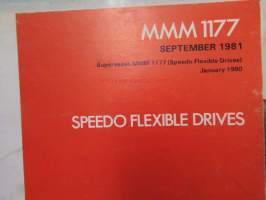 MMM 1177
SEPTEMBER 1981
Supersedes MMM 1177 (Speedo Flexible Drives)
January 1980
SPEEDO FLEXIBLE DRIVES